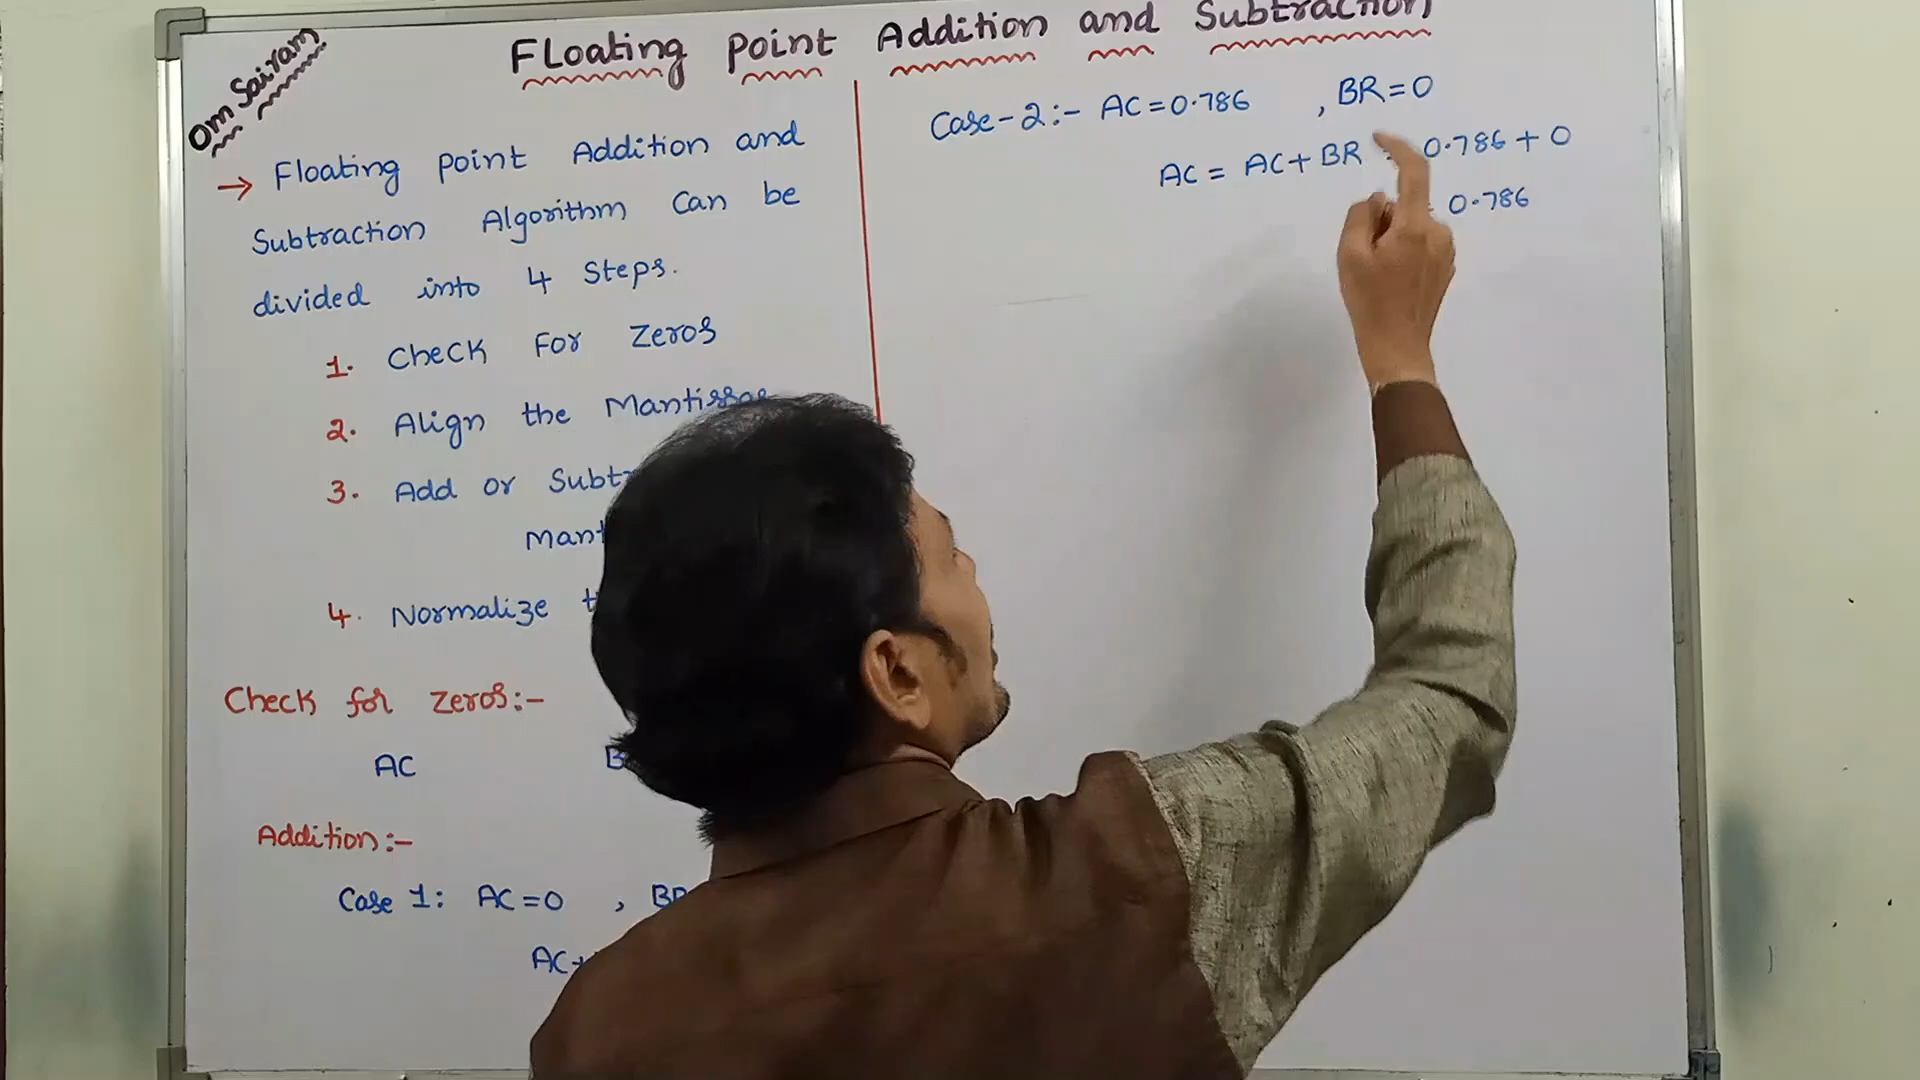 Floating Point Addition and Subtraction
Om Sairam
→ Floating point Addition and
Subtraction Algorithm Can be
divided into 4 Steps.
1. Check For Zeros
2. Align the Mantissas
3. Add or
4. Normalize
Check for Zeros:-
AC
Addition:-
Case 1: AC=0 ,
AC+
Case-2:- AC=0.786 , BR=0
AC = AC+BR = 0.786 + 0
0.786